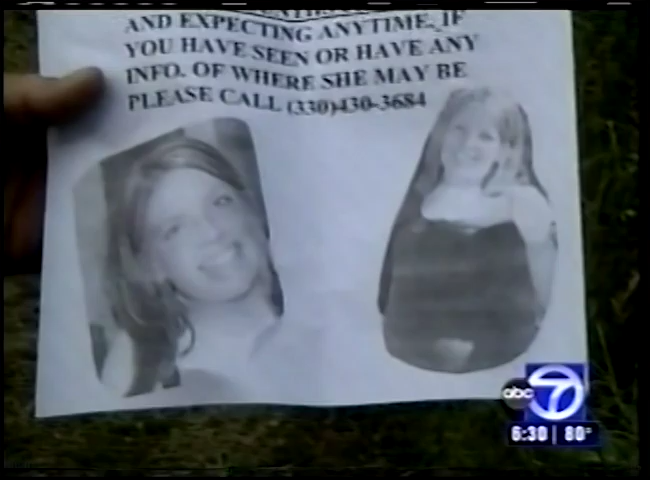 AND EXPECTING ANYTIME. IF
YOU HAVE SEEN OR HAVE ANY
INFO. OF WHERE SHE MAY BE
PLEASE CALL (330)430-3684
abc 7
6:30 | 80°